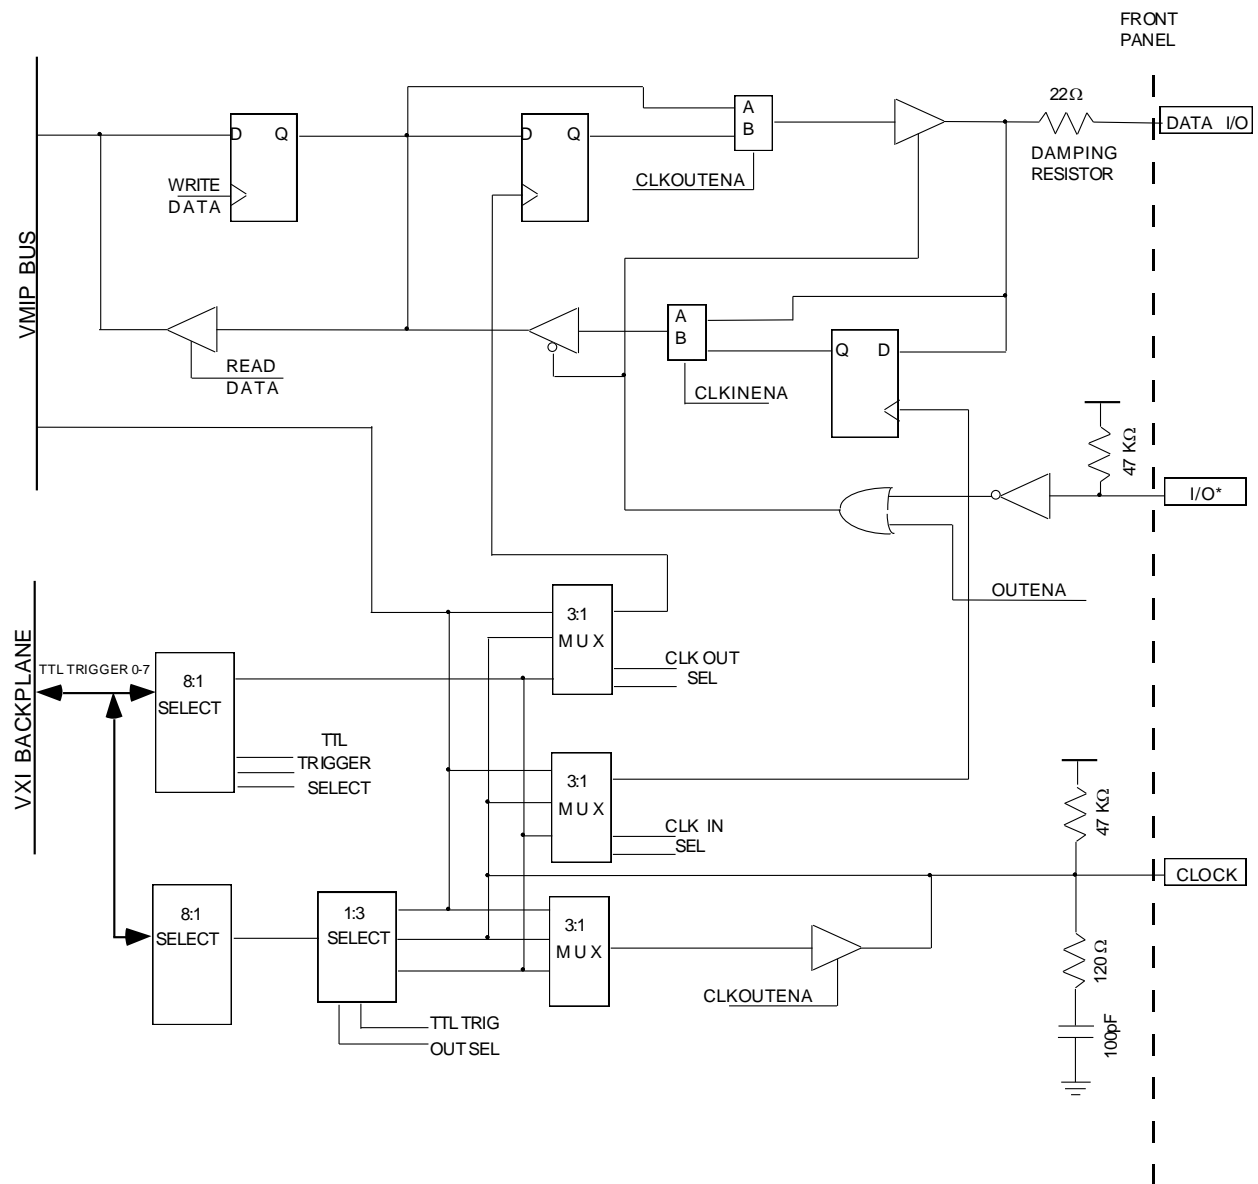 FRONT
PANEL
22Ω
DATA I/O
DAMPING
RESISTOR
D Q
WRITE
DATA
D Q
A
B
CLKOUTENA
VMIP BUS
READ
DATA
A
B
CLKINENA
Q D
47 KΩ
I/O*
OUTENA
VXI BACKPLANE
TTL TRIGGER 0-7
8:1
SELECT
TTL
TRIGGER
SELECT
3:1
MUX
CLK OUT
SEL
3:1
MUX
CLK IN
SEL
47 KΩ
CLOCK
8:1
SELECT
1:3
SELECT
TTL TRIG
OUT SEL
3:1
MUX
CLKOUTENA
120 Ω
100pF